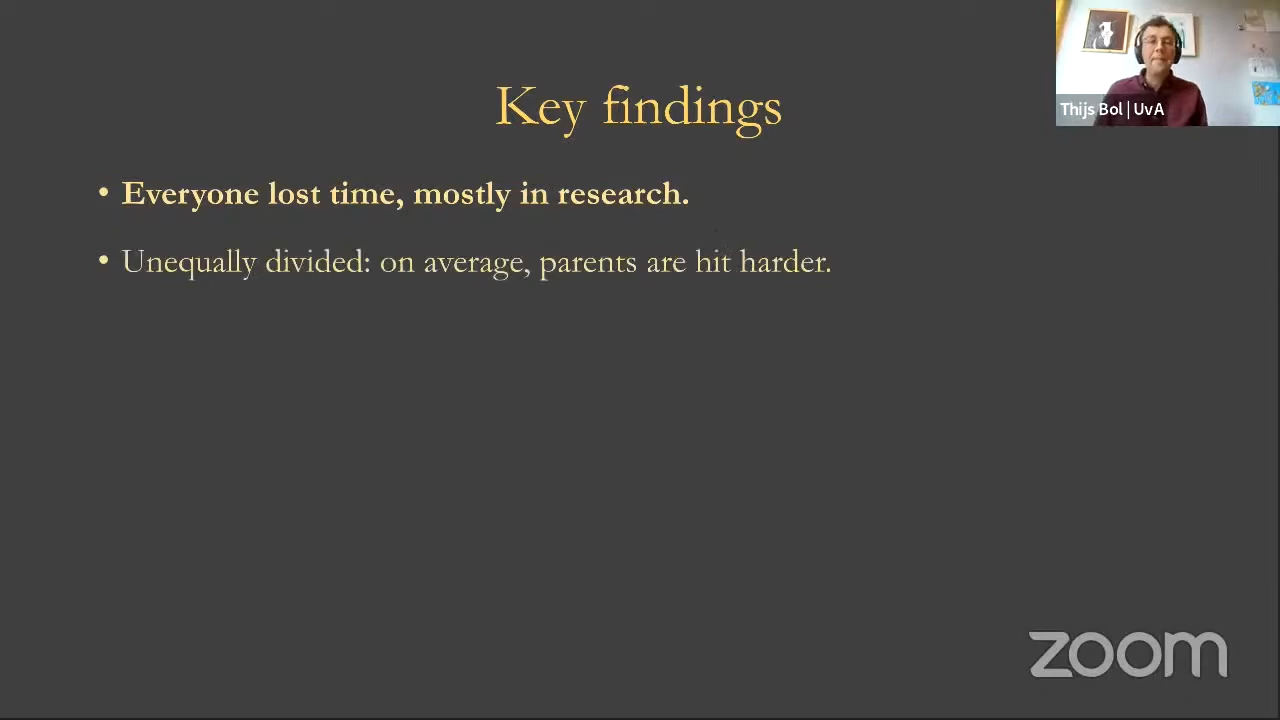 Key findings
Thijs Bol | UvA
• Everyone lost time, mostly in research.
• Unequally divided: on average, parents are hit harder.
zoom